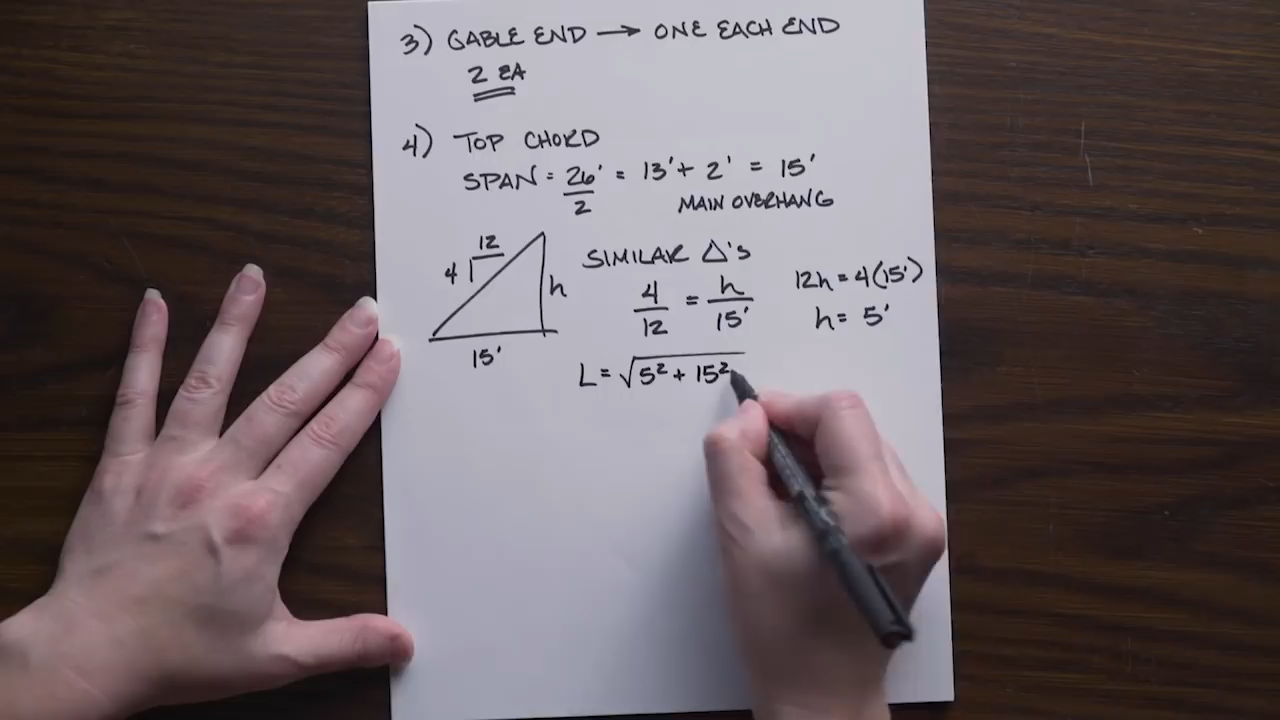 3) GABLE END → ONE EACH END
2 EA
4) TOP CHORD
SPAN = 26'/2 = 13' + 2' = 15'
MAIN OVERHANG
12
4
h
15'
SIMILAR Δ'S
4/12 = h/15'
12h = 4(15')
h = 5'
L = √5² + 15²